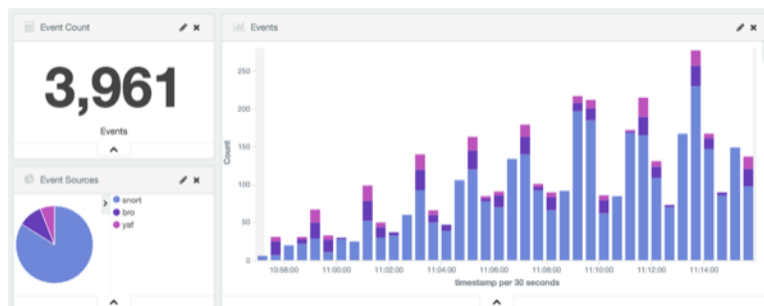 Event Count
3,961
Events
Event Sources
snort
bro
yaf
Events
Count
250
200
150
100
50
0
10:58:00 11:00:00 11:02:00 11:04:00 11:06:00 11:08:00 11:10:00 11:12:00 11:14:00
timestamp per 30 seconds